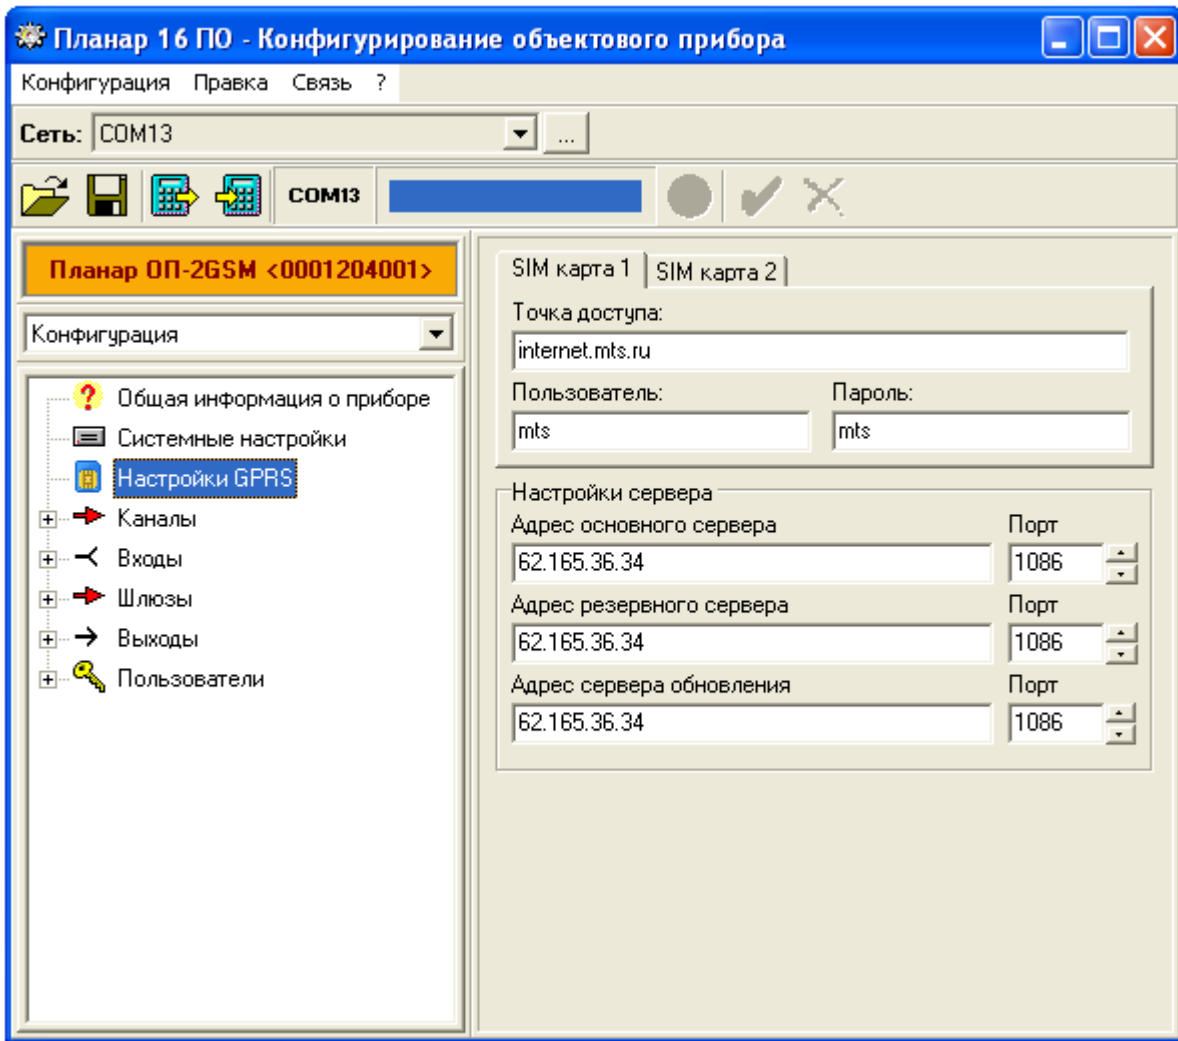 Планар 16 ПО - Конфигурирование объектового прибора
Конфигурация Правка Связь ?
Сеть: COM13 ...
COM13
Планар ОП-2GSM <0001204001>
Конфигурация
Общая информация о приборе
Системные настройки
Настройки GPRS
Каналы
Входы
Шлюзы
Выходы
Пользователи
SIM карта 1 SIM карта 2
Точка доступа:
internet.mts.ru
Пользователь: Пароль:
mts mts
Настройки сервера
Адрес основного сервера Порт
62.165.36.34 1086
Адрес резервного сервера Порт
62.165.36.34 1086
Адрес сервера обновления Порт
62.165.36.34 1086